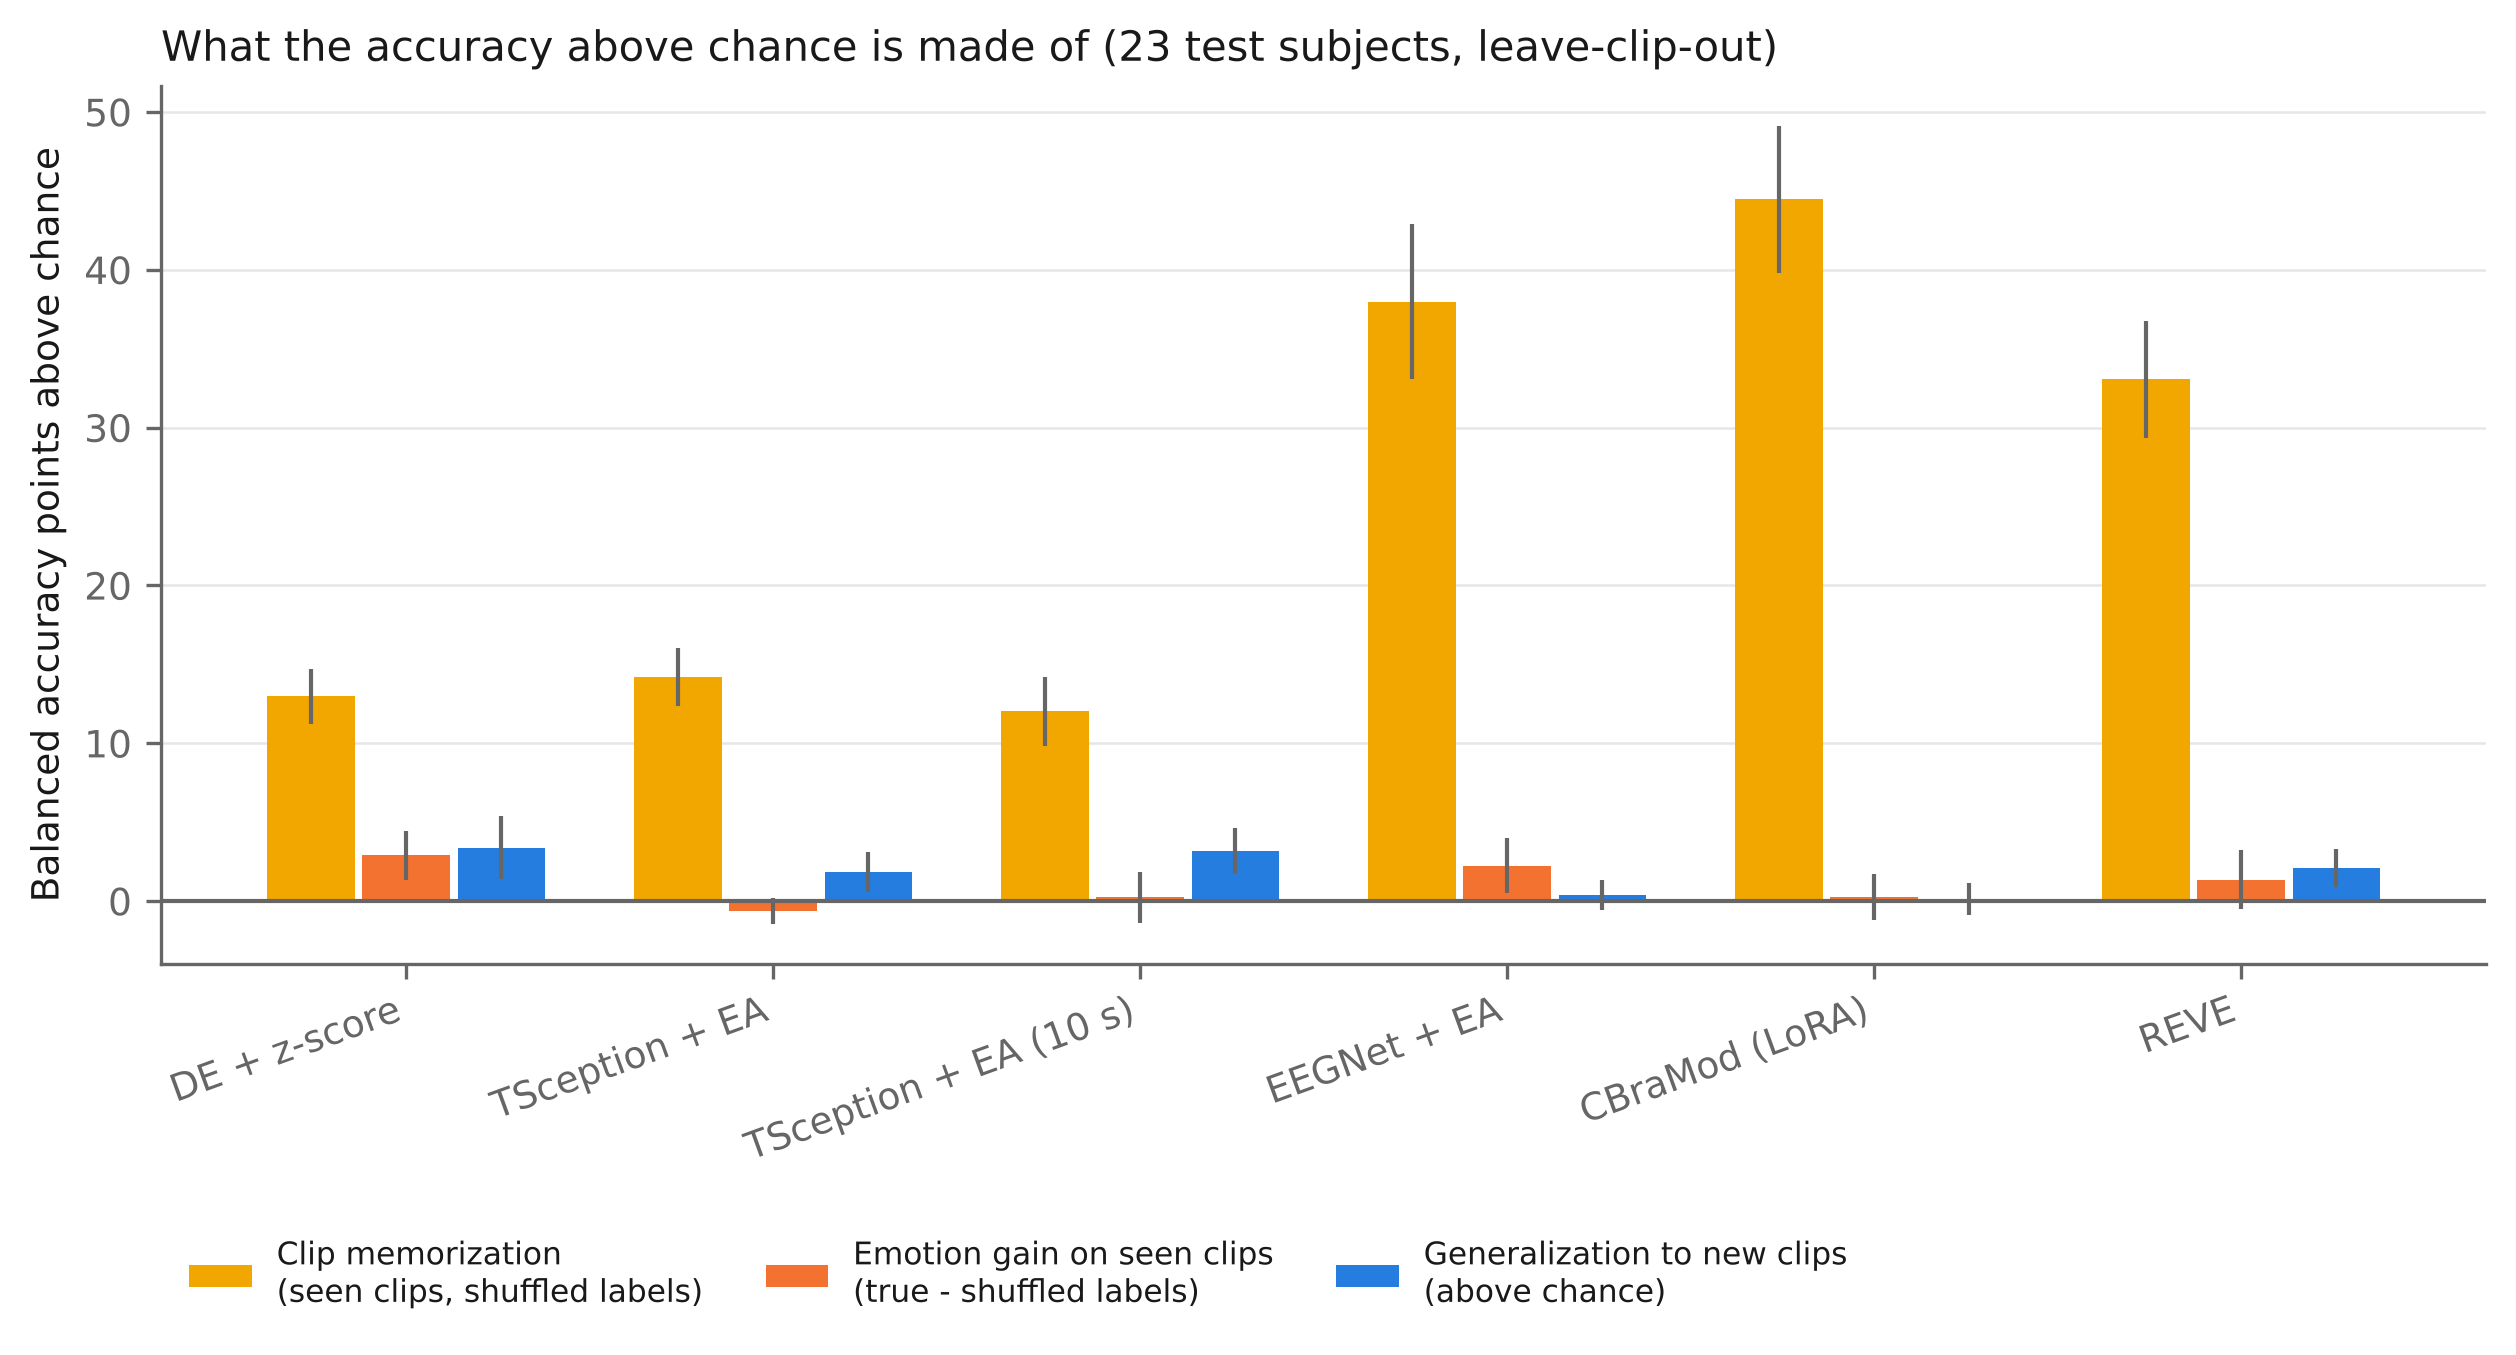 What the accuracy above chance is made of (23 test subjects, leave-clip-out)
Balanced accuracy points above chance
50
40
30
20
10
0
DE + z-score
TSception + EA
TSception + EA (10 s)
EEGNet + EA
CBraMod (LoRA)
REVE
Clip memorization
(seen clips, shuffled labels)
Emotion gain on seen clips
(true - shuffled labels)
Generalization to new clips
(above chance)